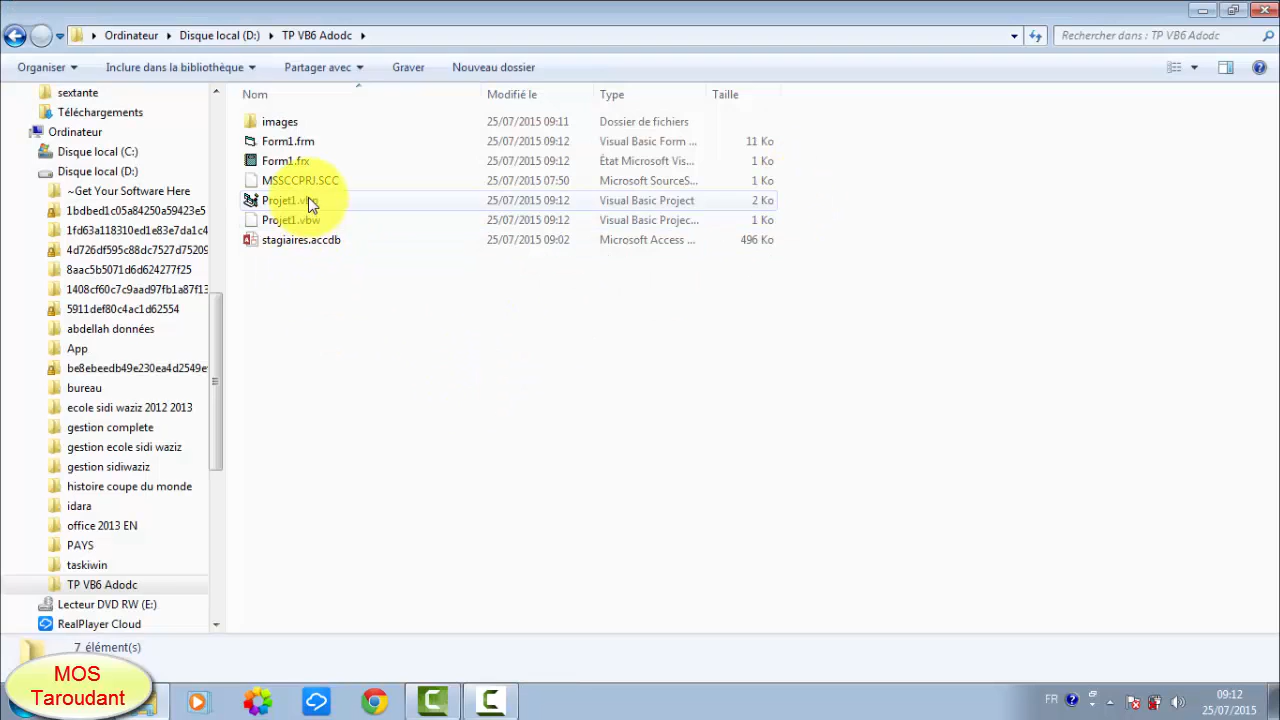 Ordinateur Disque local (D:) TP VB6 Adodc Rechercher dans : TP VB6 Adodc
Organiser Inclure dans la bibliothèque Partager avec Graver Nouveau dossier
sextante
Téléchargements
Ordinateur
Disque local (C:)
Disque local (D:)
~Get Your Software Here
1bdbed1c05a84250a59423e5
1fd63a118310ed1e83e7da1c4
4d726df595c88dc7527d75209
8aac5b5071d6d624277f25
1408cf60c7c9aad97fb1a87f13
5911def80c4ac1d62554
abdellah données
App
be8ebeedb49e230ea4d2549e
bureau
ecole sidi waziz 2012 2013
gestion complete
gestion ecole sidi waziz
gestion sidiwaziz
histoire coupe du monde
idara
office 2013 EN
PAYS
taskiwin
TP VB6 Adodc
Lecteur DVD RW (E:)
RealPlayer Cloud
Nom Modifié le Type Taille
images 25/07/2015 09:11 Dossier de fichiers
Form1.frm 25/07/2015 09:12 Visual Basic Form ... 11 Ko
Form1.frx 25/07/2015 09:12 État Microsoft Vis... 1 Ko
MSSCCPRJ.SCC 25/07/2015 07:50 Microsoft SourceS... 1 Ko
Projet1.vbp 25/07/2015 09:12 Visual Basic Project 2 Ko
Projet1.vbw 25/07/2015 09:12 Visual Basic Projec... 1 Ko
stagiaires.accdb 25/07/2015 09:02 Microsoft Access ... 496 Ko
7 élément(s)
MOS
Taroudant
FR
09:12
25/07/2015